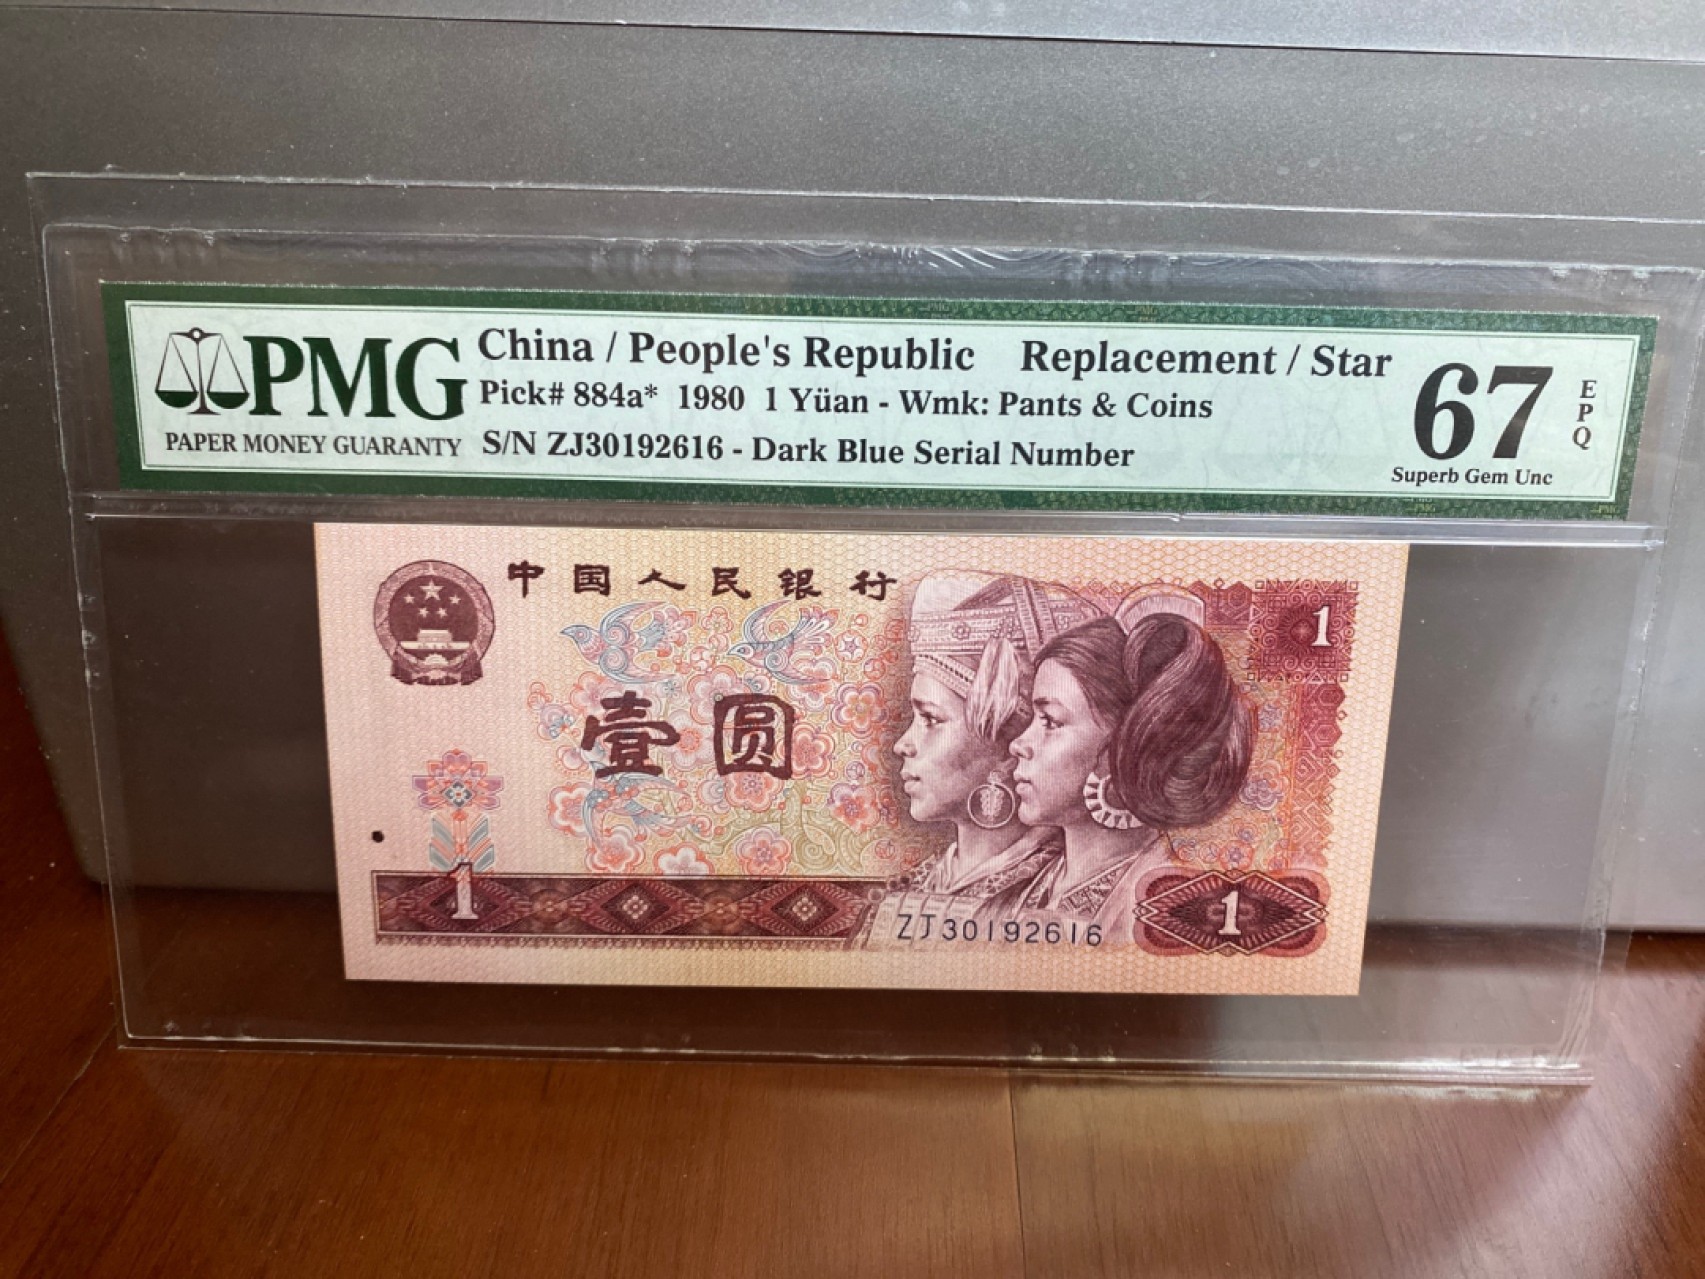 PMG
PAPER MONEY GUARANTY
China / People's Republic Replacement / Star
Pick# 884a* 1980 1 Yüan - Wmk: Pants & Coins
S/N ZJ30192616 - Dark Blue Serial Number
67
EPQ
Superb Gem Unc
中国人民银行
1
壹圆
1
ZJ30192616
1